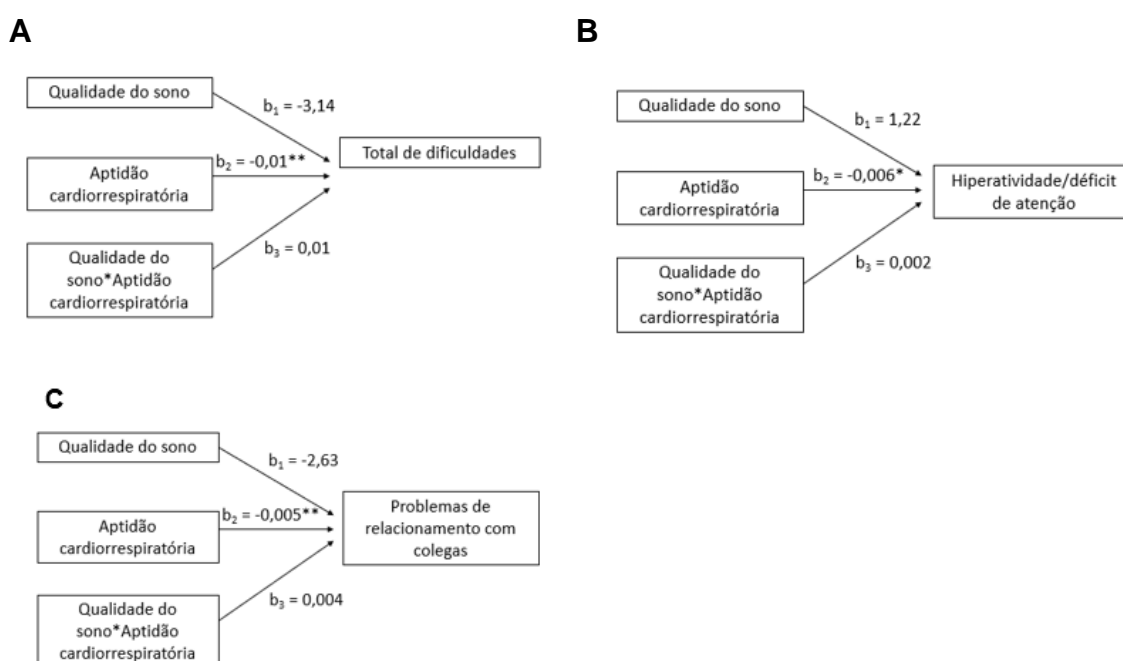 A
Qualidade do sono
b₁ = -3,14
Aptidão
cardiorrespiratória
b₂ = -0,01**
Total de dificuldades
Qualidade do
sono*Aptidão
cardiorrespiratória
b₃ = 0,01
B
Qualidade do sono
b₁ = 1,22
Aptidão
cardiorrespiratória
b₂ = -0,006*
Hiperatividade/déficit
de atenção
Qualidade do
sono*Aptidão
cardiorrespiratória
b₃ = 0,002
C
Qualidade do sono
b₁ = -2,63
Aptidão
cardiorrespiratória
b₂ = -0,005**
Problemas de
relacionamento com
colegas
Qualidade do
sono*Aptidão
cardiorrespiratória
b₃ = 0,004